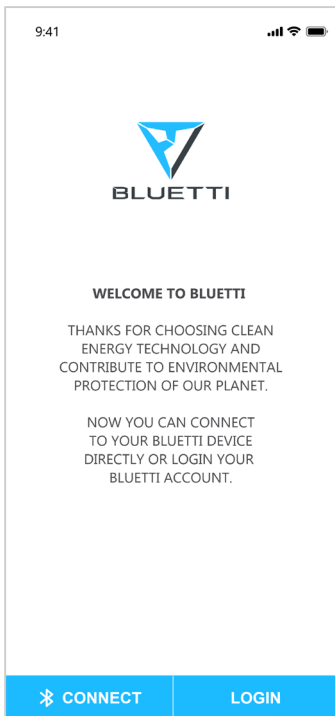 9:41
BLUETTI
WELCOME TO BLUETTI
THANKS FOR CHOOSING CLEAN
ENERGY TECHNOLOGY AND
CONTRIBUTE TO ENVIRONMENTAL
PROTECTION OF OUR PLANET.
NOW YOU CAN CONNECT
TO YOUR BLUETTI DEVICE
DIRECTLY OR LOGIN YOUR
BLUETTI ACCOUNT.
CONNECT
LOGIN